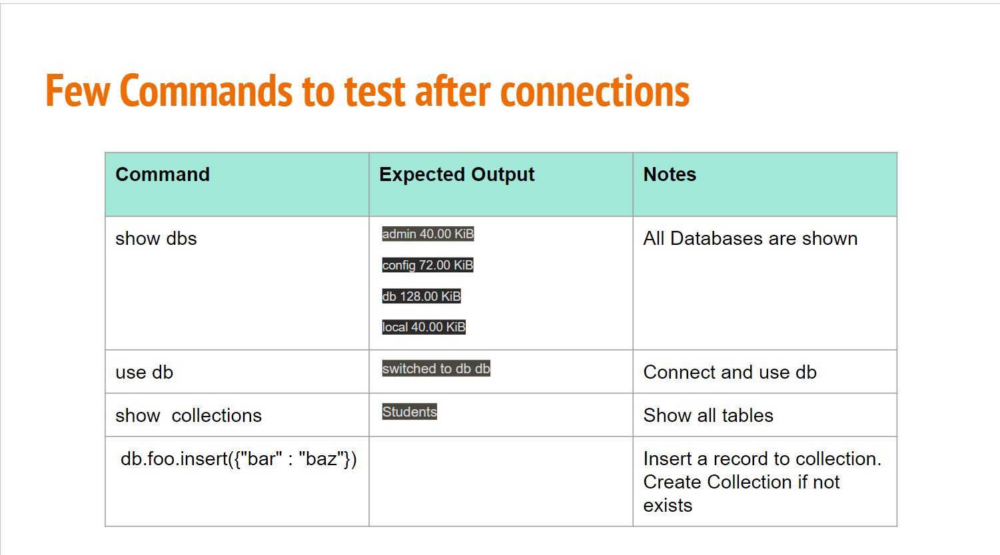 Few Commands to test after connections
Command
Expected Output
Notes
show dbs
admin 40.00 KiB
config 72.00 KiB
db 128.00 KiB
local 40.00 KiB
All Databases are shown
use db
switched to db db
Connect and use db
show  collections
Students
Show all tables
db.foo.insert({"bar" : "baz"})
Insert a record to collection.
Create Collection if not
exists